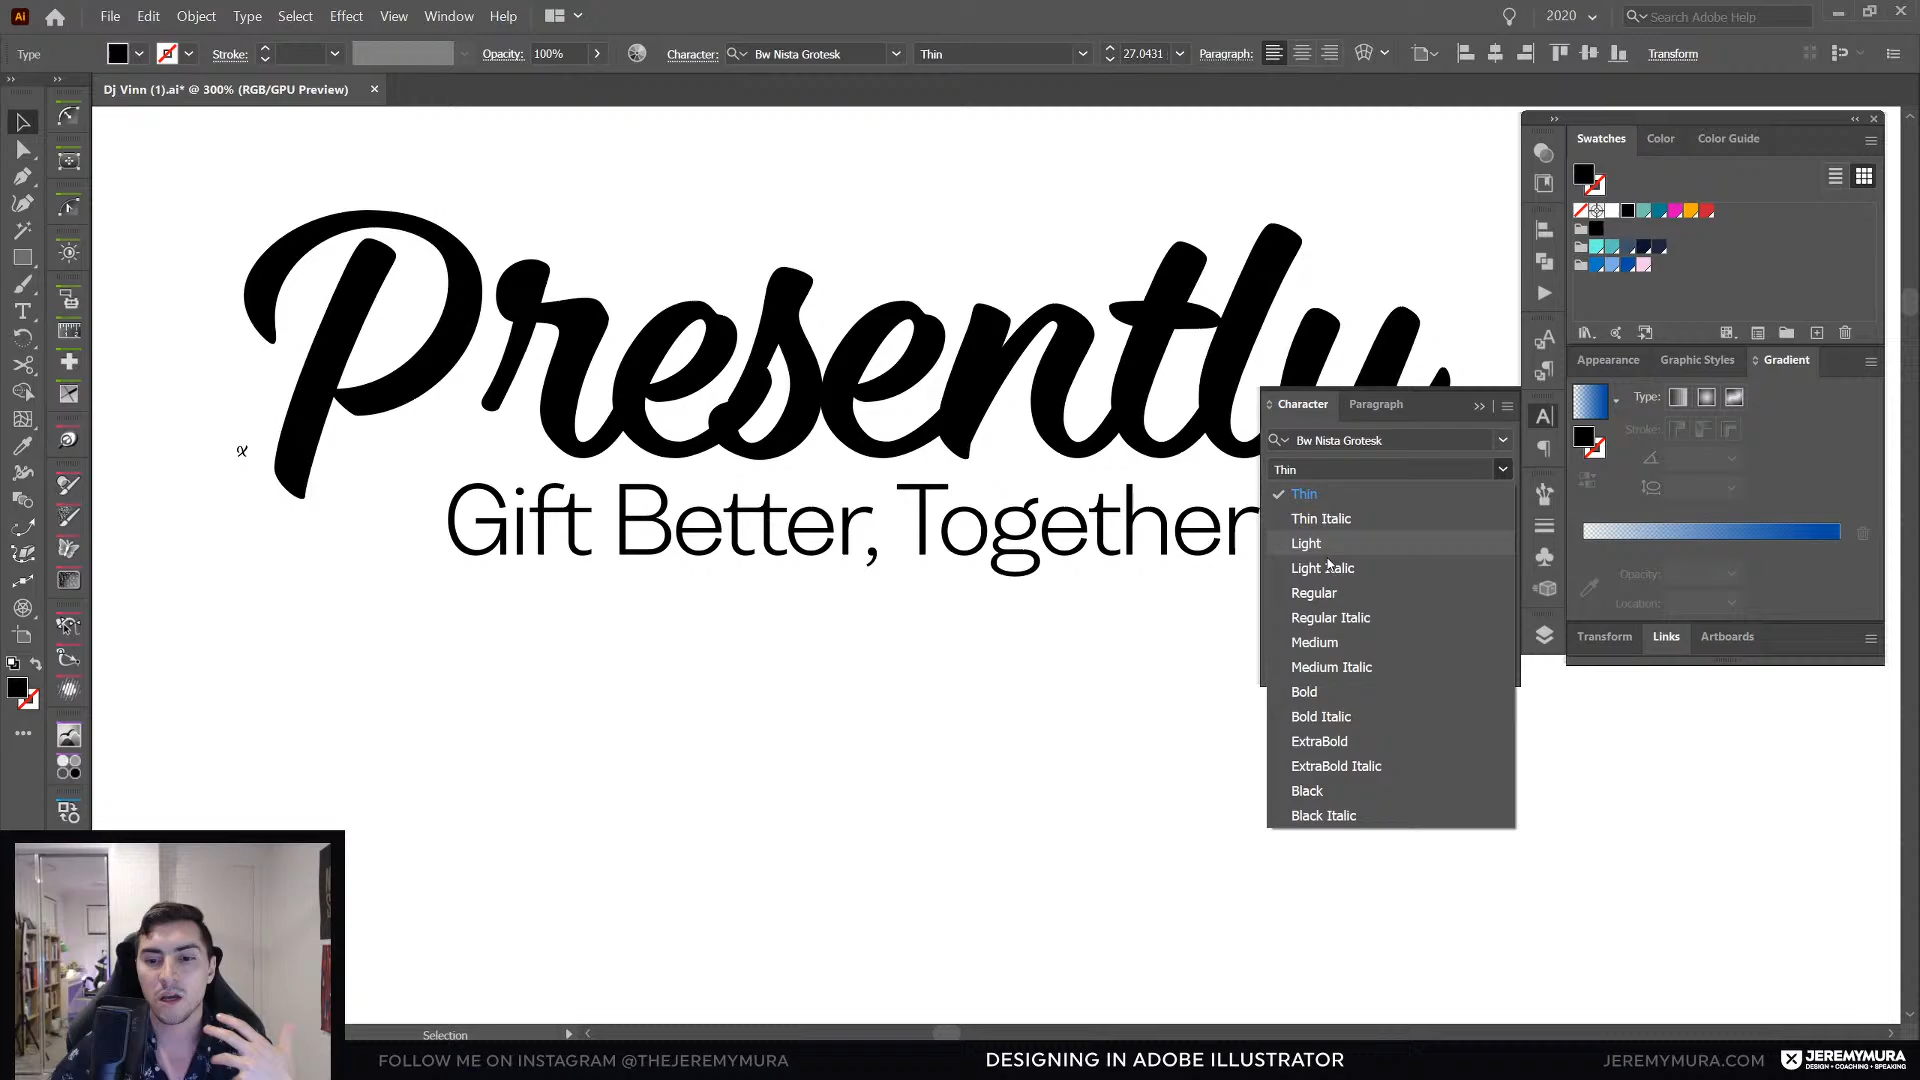 Ai File Edit Object Type Select Effect View Window Help 2020 Search Adobe Help
Type Stroke: Opacity: 100% Character: Bw Nista Grotesk Thin 27.0431 Paragraph: Transform
Dj Vinn (1).ai* @ 300% (RGB/GPU Preview)
Swatches Color Color Guide
Presently
Gift Better, Together
Appearance Graphic Styles Gradient
Type:
Stroke:
Opacity:
Location:
Transform Links Artboards
Character Paragraph
Bw Nista Grotesk
Thin
Thin
Thin Italic
Light
Light Italic
Regular
Regular Italic
Medium
Medium Italic
Bold
Bold Italic
ExtraBold
ExtraBold Italic
Black
Black Italic
Selection
FOLLOW ME ON INSTAGRAM @THEJEREMYMURA DESIGNING IN ADOBE ILLUSTRATOR JEREMYMURA.COM JEREMYMURA
DESIGN • COACHING • SPEAKING